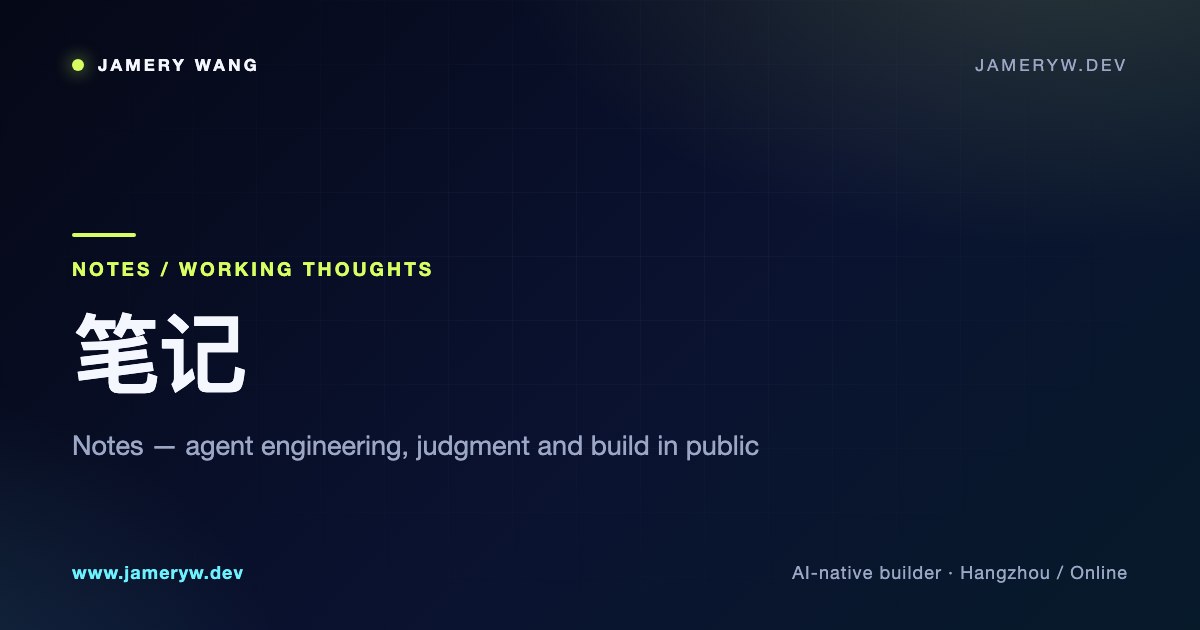 JAMERY WANG
JAMERYW.DEV
NOTES / WORKING THOUGHTS
笔记
Notes — agent engineering, judgment and build in public
www.jameryw.dev
AI-native builder · Hangzhou / Online